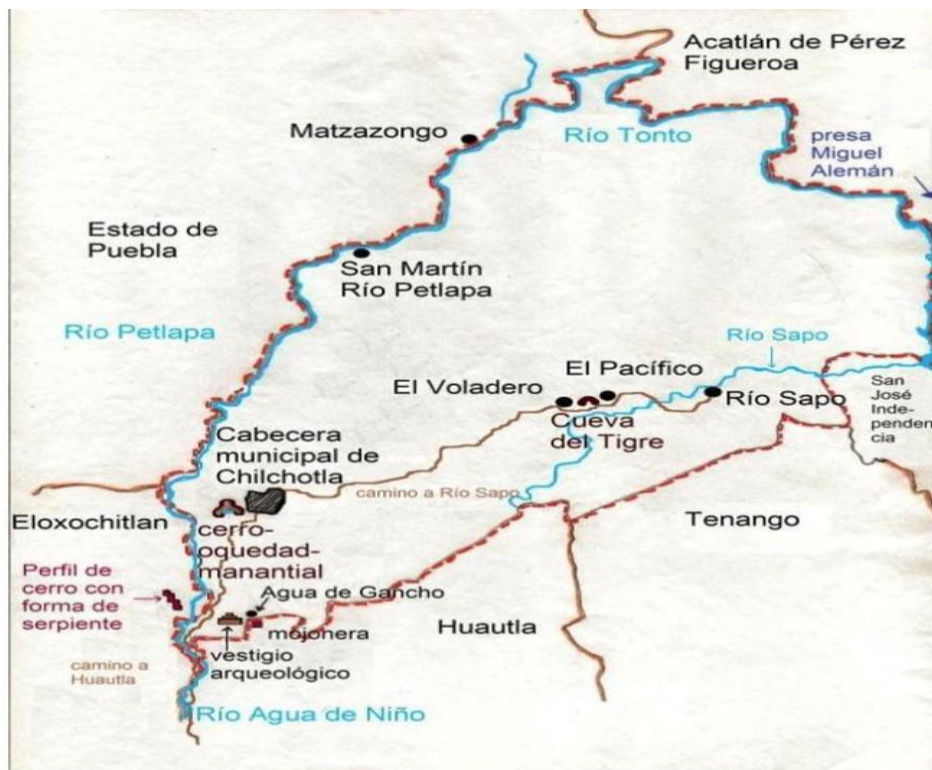 Acatlán de Pérez
Figueroa
Matzazongo
Río Tonto
presa
Miguel
Alemán
Estado de
Puebla
San Martín
Río Petlapa
Río Petlapa
Río Sapo
El Pacífico
El Voladero
Río Sapo
San
José
Inde-
penden
cia
Cueva
del Tigre
Cabecera
municipal de
Chilchotla
camino a Río Sapo
Eloxochitlan
Tenango
cerro-
oquedad-
manantial
Perfil de
cerro con
forma de
serpiente
Agua de Gancho
Huautla
mojonera
vestigio
arqueológico
camino a
Huautla
Río Agua de Niño